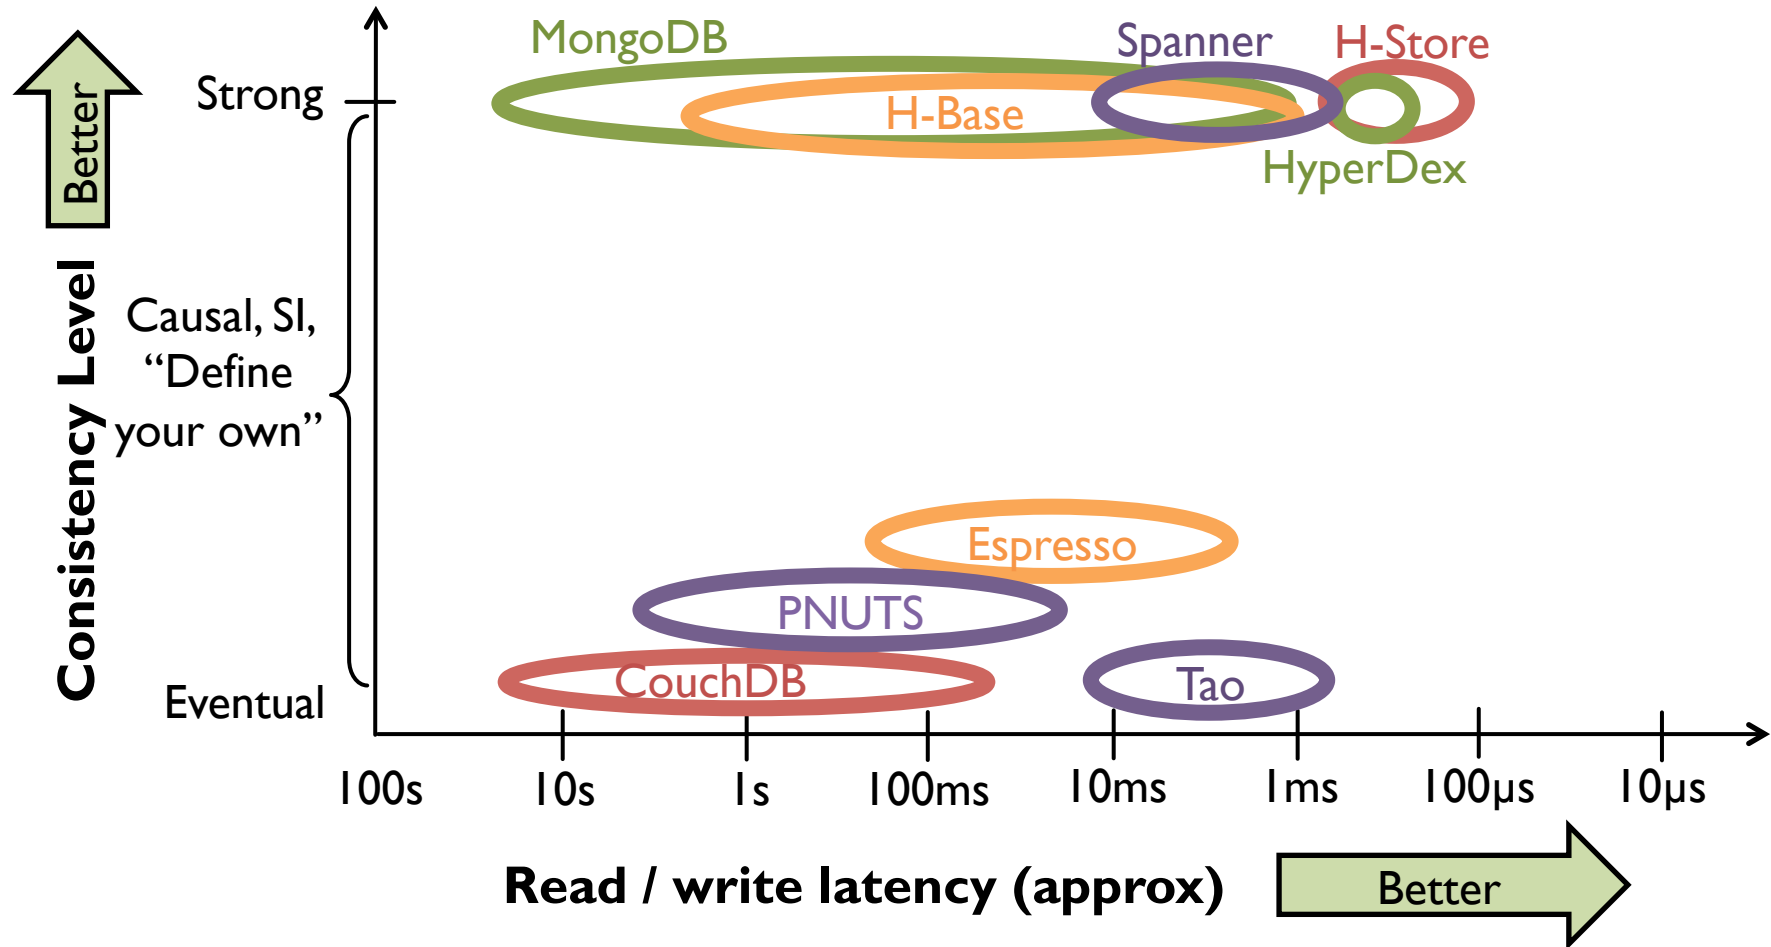 MongoDB
Spanner
H-Store
Better
Strong
H-Base
HyperDex
Consistency Level
Causal, SI,
“Define
your own”
Espresso
PNUTS
CouchDB
Tao
Eventual
100s
10s
1s
100ms
10ms
1ms
100µs
10µs
Read / write latency (approx)
Better